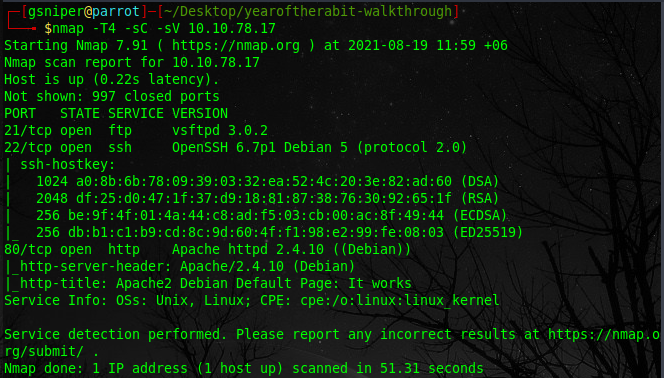 ┌─[gsniper@parrot]─[~/Desktop/yearoftherabit-walkthrough]
└──╼ $nmap -T4 -sC -sV 10.10.78.17
Starting Nmap 7.91 ( https://nmap.org ) at 2021-08-19 11:59 +06
Nmap scan report for 10.10.78.17
Host is up (0.22s latency).
Not shown: 997 closed ports
PORT   STATE SERVICE VERSION
21/tcp open  ftp     vsftpd 3.0.2
22/tcp open  ssh     OpenSSH 6.7p1 Debian 5 (protocol 2.0)
| ssh-hostkey:
|   1024 a0:8b:6b:78:09:39:03:32:ea:52:4c:20:3e:82:ad:60 (DSA)
|   2048 df:25:d0:47:1f:37:d9:18:81:87:38:76:30:92:65:1f (RSA)
|   256 be:9f:4f:01:4a:44:c8:ad:f5:03:cb:00:ac:8f:49:44 (ECDSA)
|_  256 db:b1:c1:b9:cd:8c:9d:60:4f:f1:98:e2:99:fe:08:03 (ED25519)
80/tcp open  http    Apache httpd 2.4.10 ((Debian))
|_http-server-header: Apache/2.4.10 (Debian)
|_http-title: Apache2 Debian Default Page: It works
Service Info: OSs: Unix, Linux; CPE: cpe:/o:linux:linux_kernel
Service detection performed. Please report any incorrect results at https://nmap.o
rg/submit/ .
Nmap done: 1 IP address (1 host up) scanned in 51.31 seconds